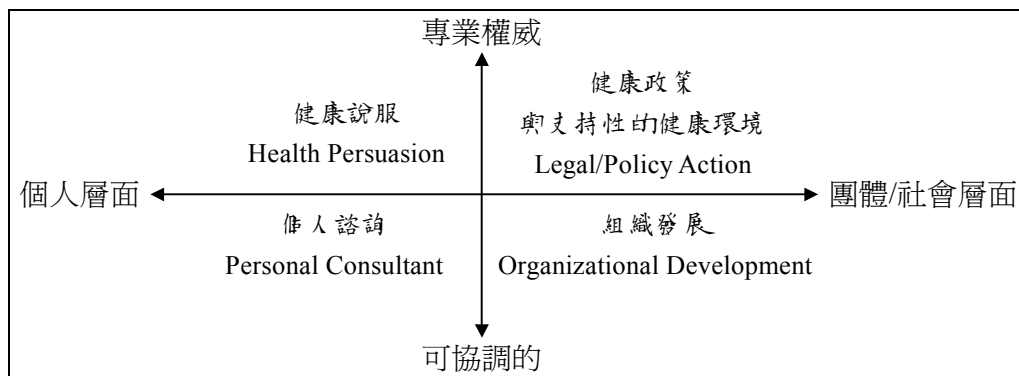 專業權威
健康說服
Health Persuasion
健康政策
與支持性的健康環境
Legal/Policy Action
個人層面
團體/社會層面
個人諮詢
Personal Consultant
組織發展
Organizational Development
可協調的